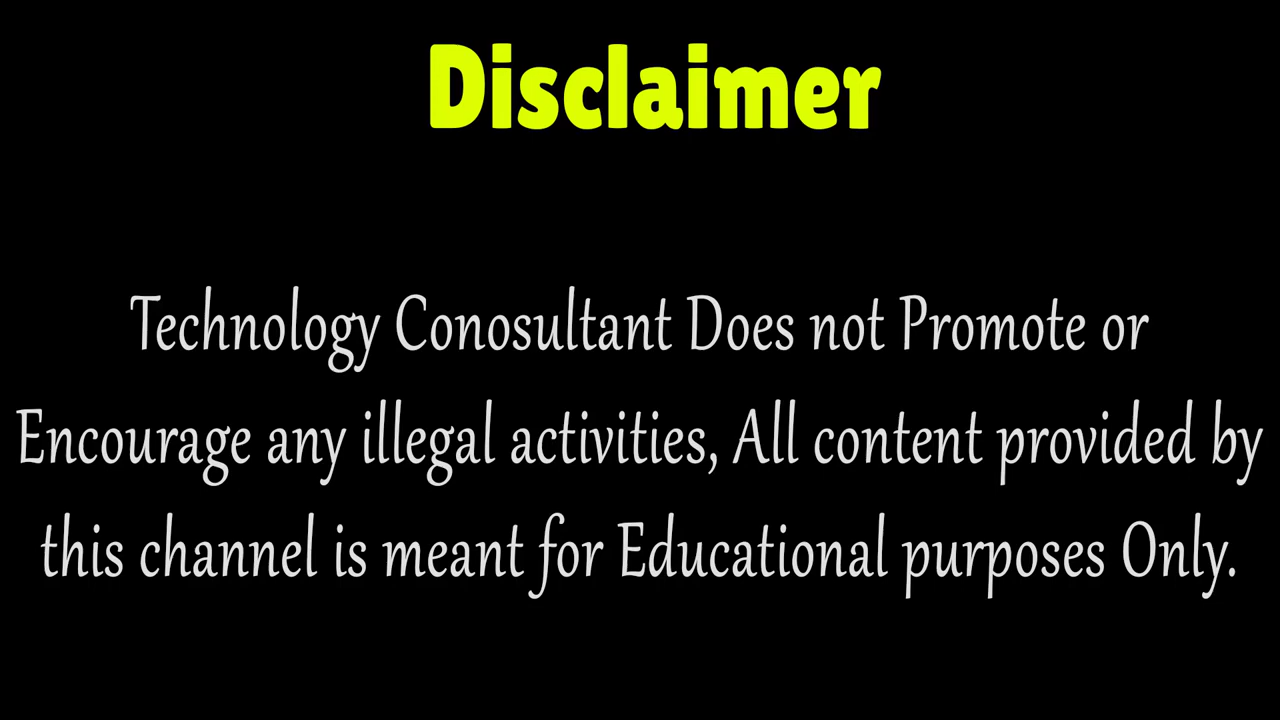 Disclaimer
Technology Conosultant Does not Promote or
Encourage any illegal activities, All content provided by
this channel is meant for Educational purposes Only.